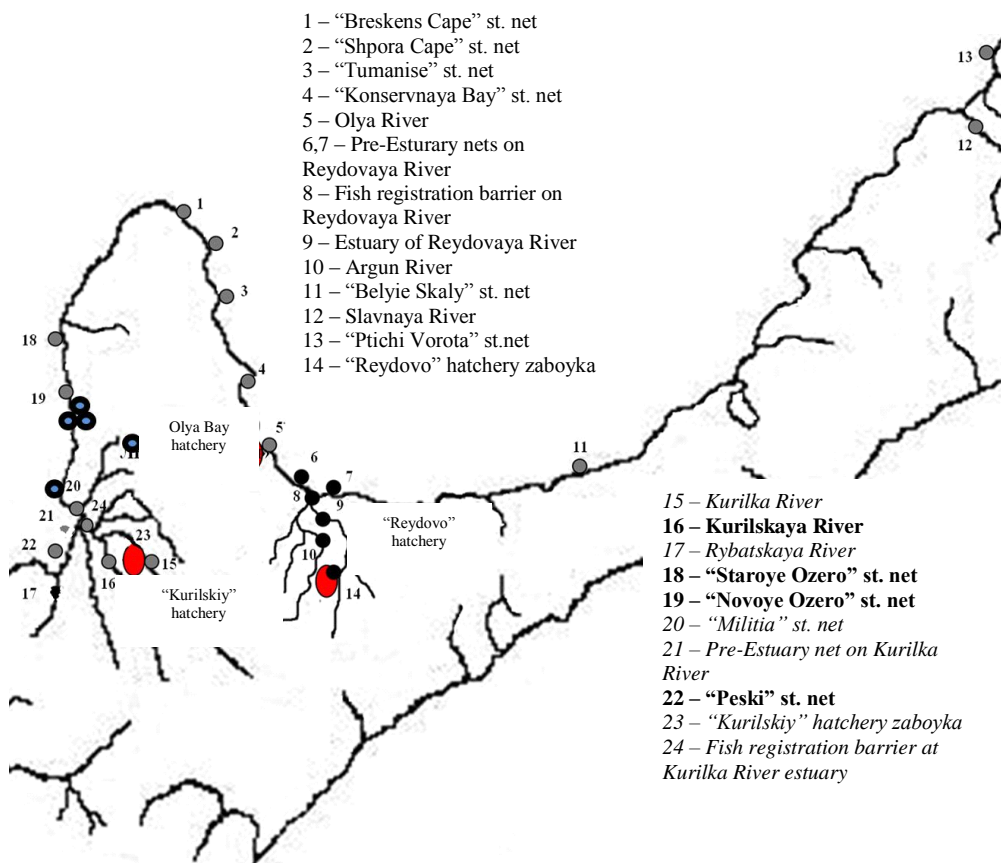 1 – “Breskens Cape” st. net
2 – “Shpora Cape” st. net
3 – “Tumanise” st. net
4 – “Konservnaya Bay” st. net
5 – Olya River
6,7 – Pre-Esturary nets on
Reydovaya River
8 – Fish registration barrier on
Reydovaya River
9 – Estuary of Reydovaya River
10 – Argun River
11 – “Belyie Skaly” st. net
12 – Slavnaya River
13 – “Ptichi Vorota” st.net
14 – “Reydovo” hatchery zaboyka
13
12
1
2
3
18
4
19
Olya Bay
hatchery
5
11
6
7
20
8
24
21
9
“Reydovo”
hatchery
23
22
10
16
15
17
“Kurilskiy”
hatchery
14
15 – Kurilka River
16 – Kurilskaya River
17 – Rybatskaya River
18 – “Staroye Ozero” st. net
19 – “Novoye Ozero” st. net
20 – “Militia” st. net
21 – Pre-Estuary net on Kurilka
River
22 – “Peski” st. net
23 – “Kurilskiy” hatchery zaboyka
24 – Fish registration barrier at
Kurilka River estuary